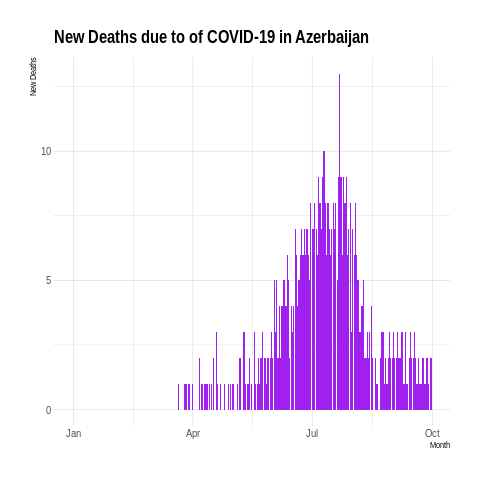 New Deaths due to of COVID-19 in Azerbaijan
New Deaths
10
5
0
Jan Apr Jul Oct
Month